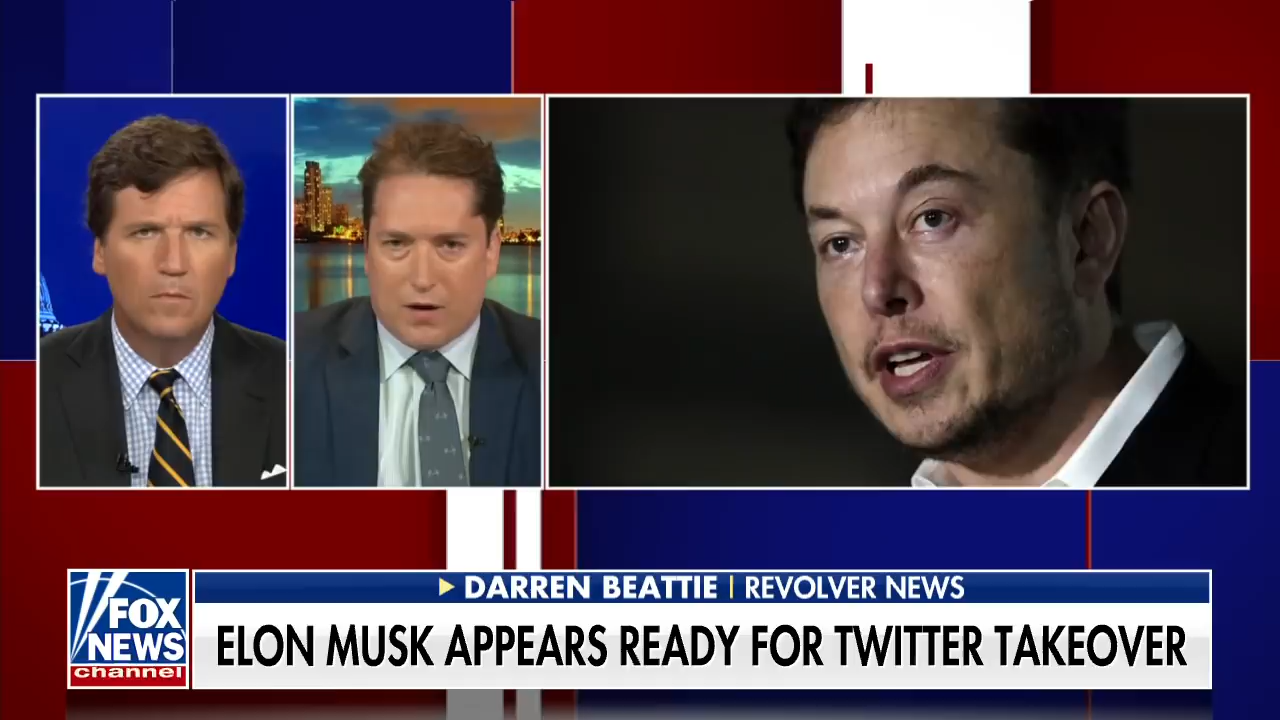 DARREN BEATTIE | REVOLVER NEWS
FOX
NEWS
channel
ELON MUSK APPEARS READY FOR TWITTER TAKEOVER